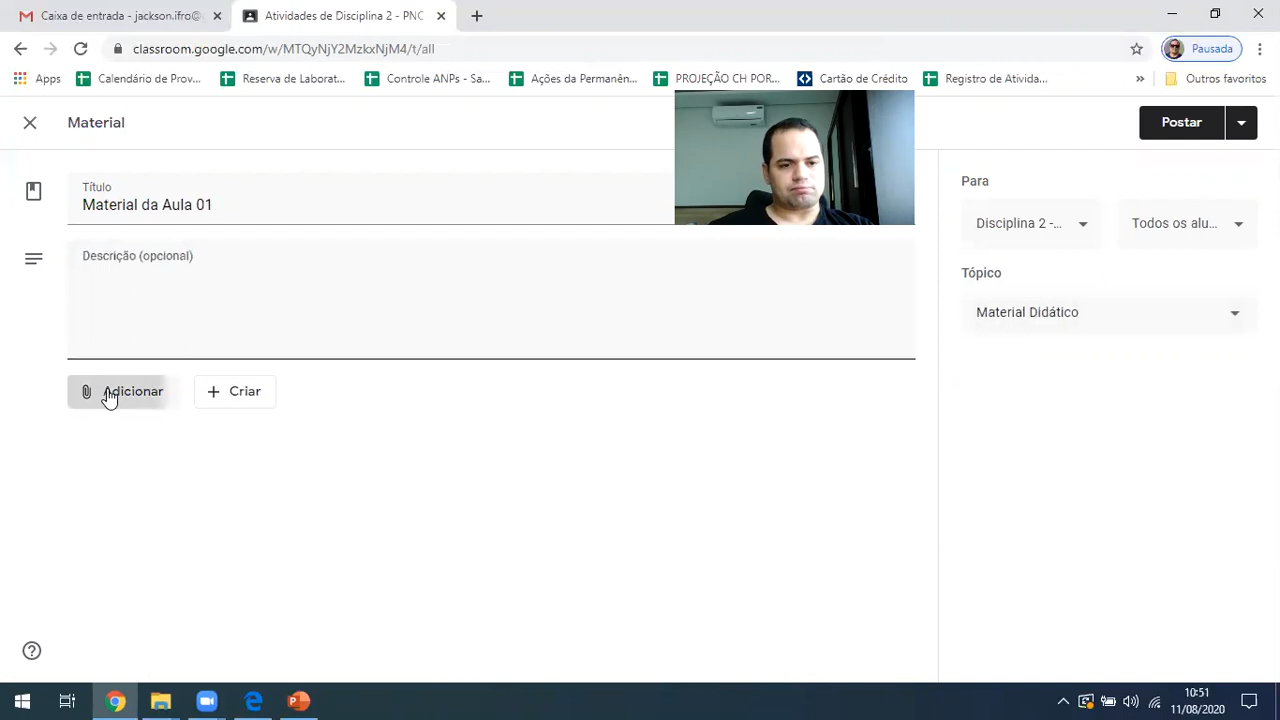 Caixa de entrada - jackson.ifro@
Atividades de Disciplina 2 - PNC
classroom.google.com/w/MTQyNjY2MzkxNjM4/t/all
Pausada
Apps
Calendário de Prov...
Reserva de Laborat...
Controle ANPs - Sa...
Ações da Permanên...
PROJEÇÃO CH POR...
Cartão de Crédito
Registro de Ativida...
»
Outros favoritos
Material
Postar
Título
Material da Aula 01
Descrição (opcional)
Adicionar
Criar
Para
Disciplina 2 -...
Todos os alu...
Tópico
Material Didático
10:51
11/08/2020